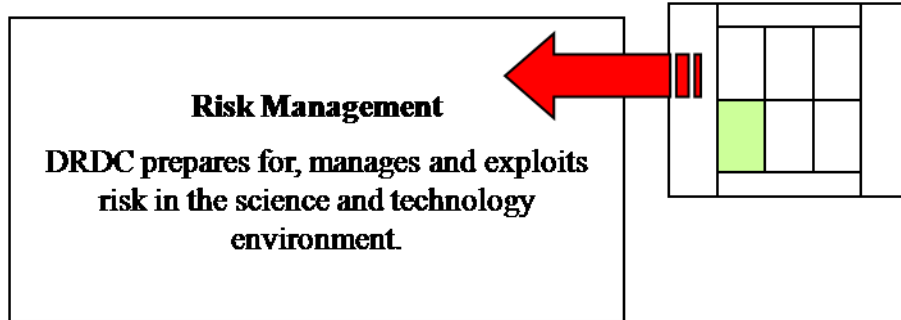 Risk Management
DRDC prepares for, manages and exploits
risk in the science and technology
environment.